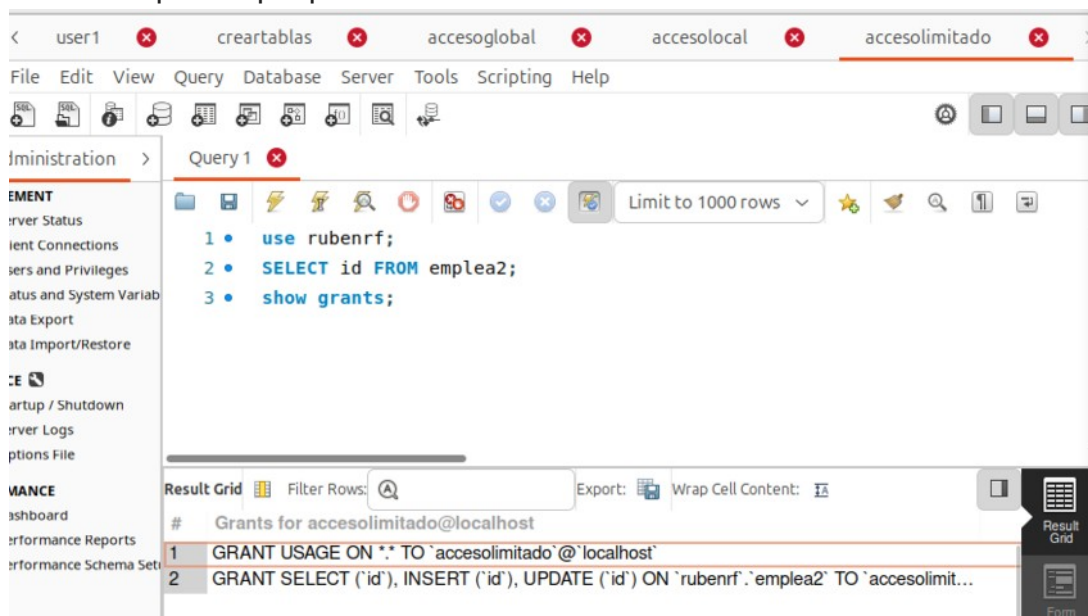 user1 creartablas accesoglobal accesolocal accesolimitado
File Edit View Query Database Server Tools Scripting Help
dministration Query 1
EMENT
Limit to 1000 rows
erver Status
ient Connections
1 use rubenrf;
sers and Privileges
2 SELECT id FROM emplea2;
atus and System Variab
3 show grants;
ata Export
ata Import/Restore
CE
artup / Shutdown
erver Logs
ptions File
MANCE
Result Grid Filter Rows: Export: Wrap Cell Content:
ashboard
# Grants for accesolimitado@localhost
Result
Grid
erformance Reports
1 GRANT USAGE ON *.* TO `accesolimitado`@`localhost`
erformance Schema Setu
2 GRANT SELECT (`id`), INSERT (`id`), UPDATE (`id`) ON `rubenrf`.`emplea2` TO `accesolimit...
Form